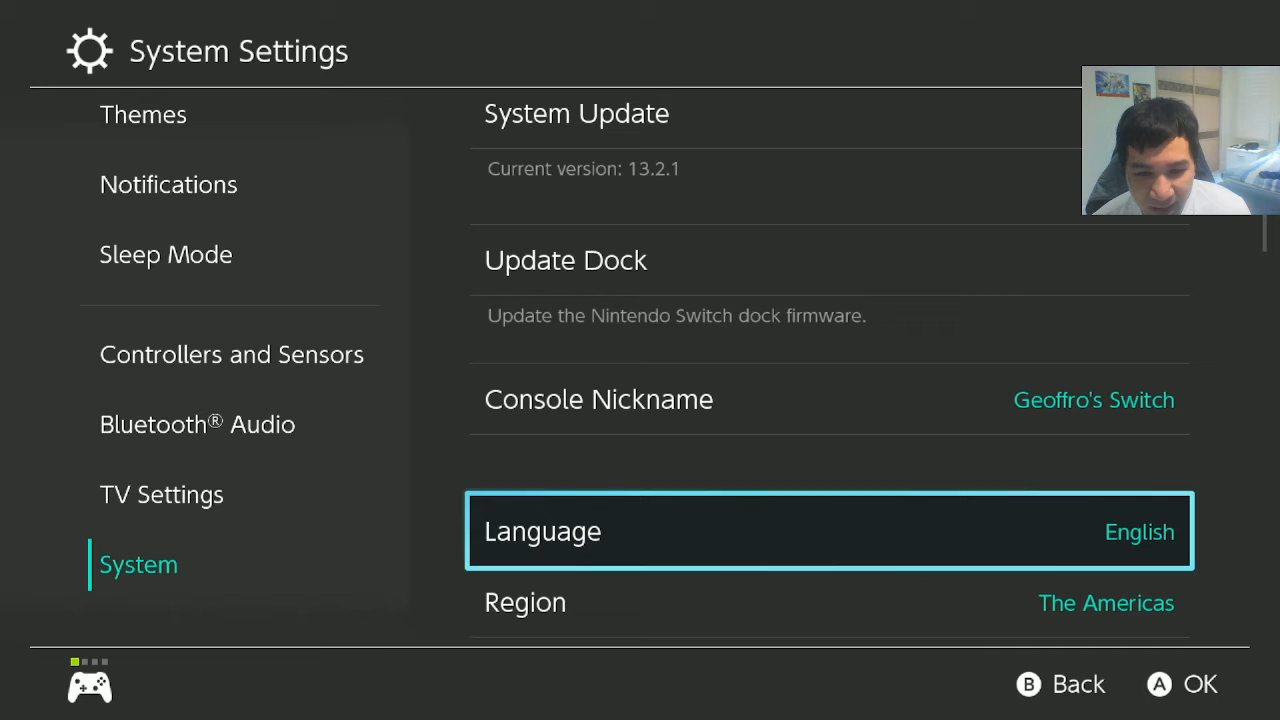 System Settings
Themes
Notifications
Sleep Mode
Controllers and Sensors
Bluetooth® Audio
TV Settings
System
System Update
Current version: 13.2.1
Update Dock
Update the Nintendo Switch dock firmware.
Console Nickname Geoffro's Switch
Language English
Region The Americas
B Back A OK